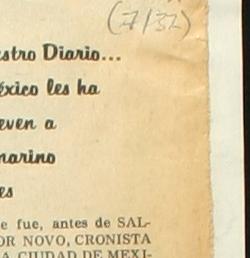 (7/32)
estro Diario...
éxico les ha
even a
marino
es
e fue, antes de SAL-
OR NOVO, CRONISTA
A CIUDAD DE MEXI-